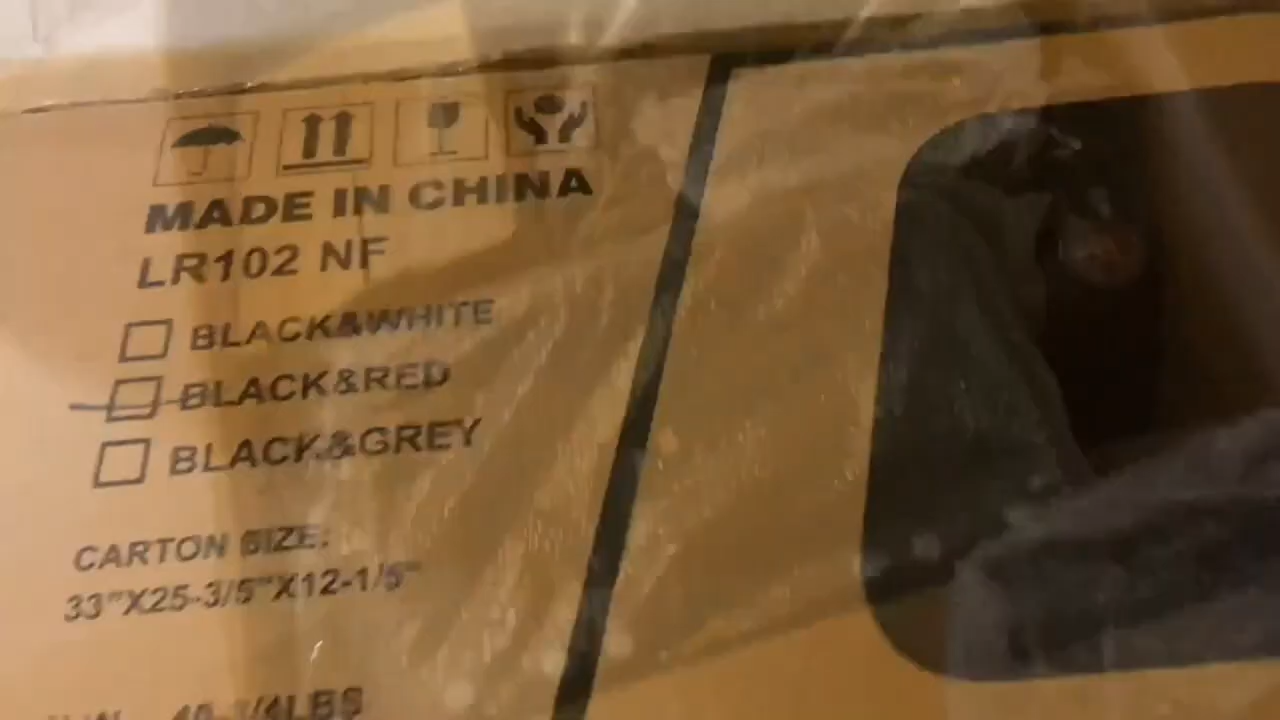 MADE IN CHINA
LR102 NF
BLACK&WHITE
BLACK&RED
BLACK&GREY
CARTON SIZE:
33"X25-3/5"X12-1/5"